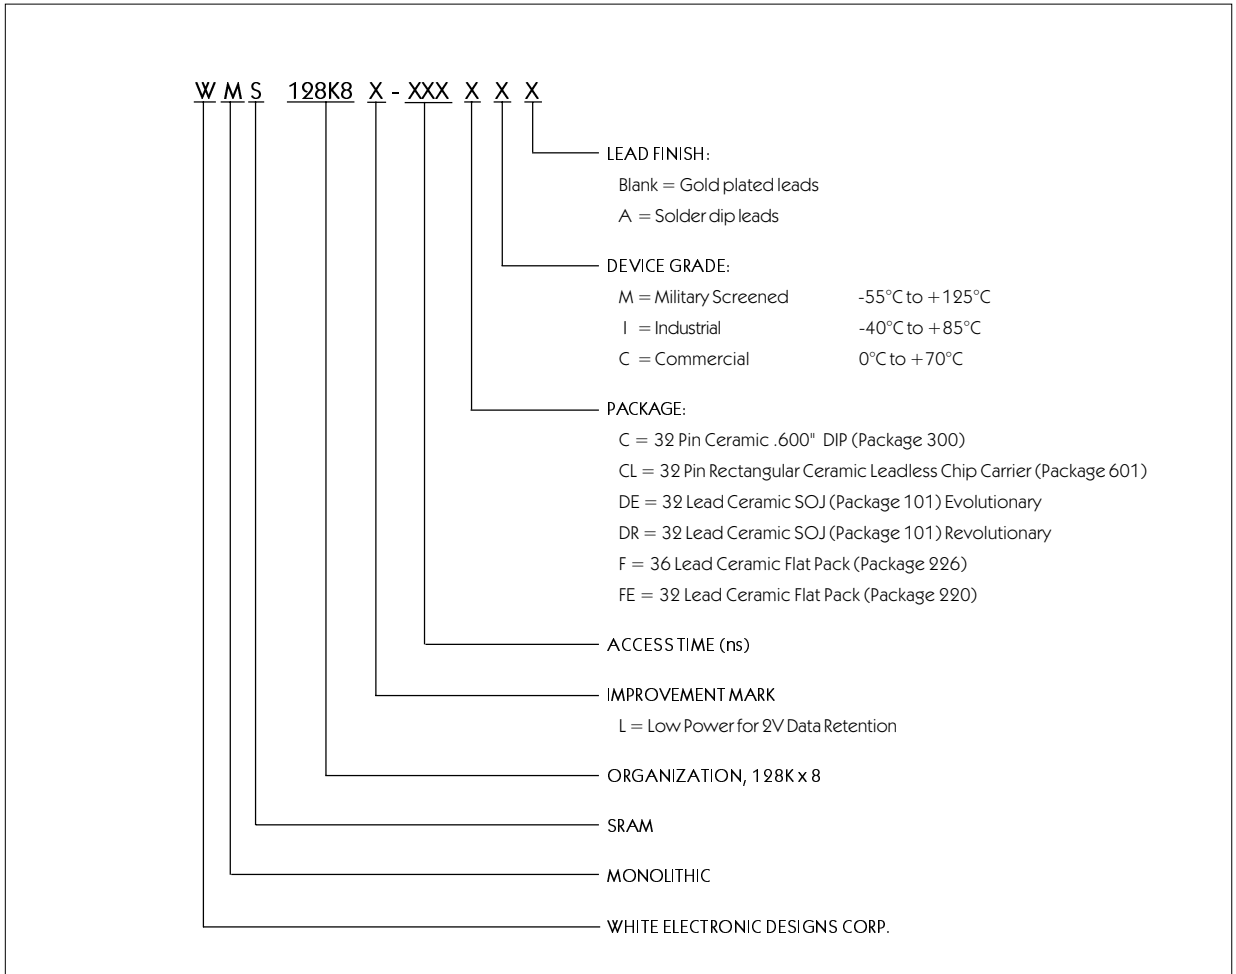 W M S 128K8 X - XXX X X X
LEAD FINISH:
Blank = Gold plated leads
A = Solder dip leads
DEVICE GRADE:
M = Military Screened -55°C to +125°C
I = Industrial -40°C to +85°C
C = Commercial 0°C to +70°C
PACKAGE:
C = 32 Pin Ceramic .600" DIP (Package 300)
CL = 32 Pin Rectangular Ceramic Leadless Chip Carrier (Package 601)
DE = 32 Lead Ceramic SOJ (Package 101) Evolutionary
DR = 32 Lead Ceramic SOJ (Package 101) Revolutionary
F = 36 Lead Ceramic Flat Pack (Package 226)
FE = 32 Lead Ceramic Flat Pack (Package 220)
ACCESS TIME (ns)
IMPROVEMENT MARK
L = Low Power for 2V Data Retention
ORGANIZATION, 128K x 8
SRAM
MONOLITHIC
WHITE ELECTRONIC DESIGNS CORP.